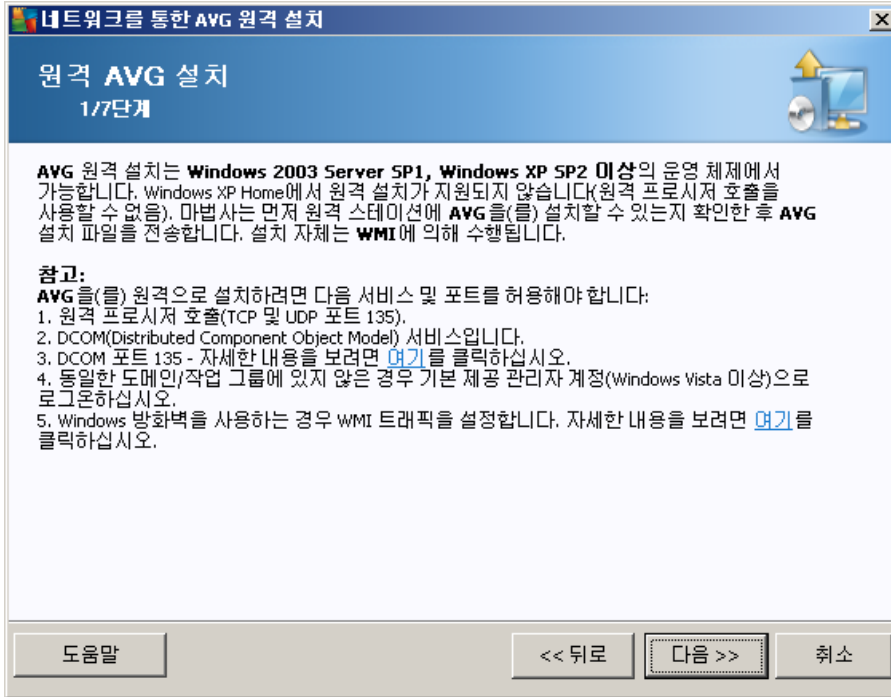 네트워크를 통한 AVG 원격 설치
원격 AVG 설치
1/7단계
AVG 원격 설치는 Windows 2003 Server SP1, Windows XP SP2 이상의 운영 체제에서
가능합니다. Windows XP Home에서 원격 설치가 지원되지 않습니다(원격 프로시저 호출을
사용할 수 없음). 마법사는 먼저 원격 스테이션에 AVG을(를) 설치할 수 있는지 확인한 후 AVG
설치 파일을 전송합니다. 설치 자체는 WMI에 의해 수행됩니다.
참고:
AVG을(를) 원격으로 설치하려면 다음 서비스 및 포트를 허용해야 합니다:
1. 원격 프로시저 호출(TCP 및 UDP 포트 135).
2. DCOM(Distributed Component Object Model) 서비스입니다.
3. DCOM 포트 135 - 자세한 내용을 보려면 여기를 클릭하십시오.
4. 동일한 도메인/작업 그룹에 있지 않은 경우 기본 제공 관리자 계정(Windows Vista 이상)으로
로그온하십시오.
5. Windows 방화벽을 사용하는 경우 WMI 트래픽을 설정합니다. 자세한 내용을 보려면 여기를
클릭하십시오.
도움말
<< 뒤로
다음 >>
취소